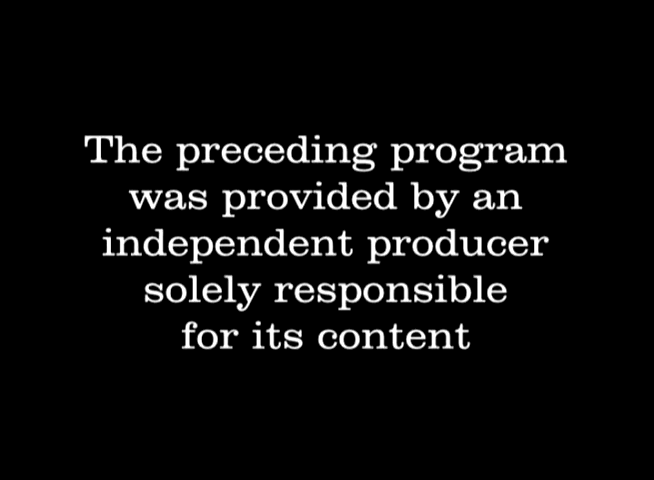 The preceding program
was provided by an
independent producer
solely responsible
for its content